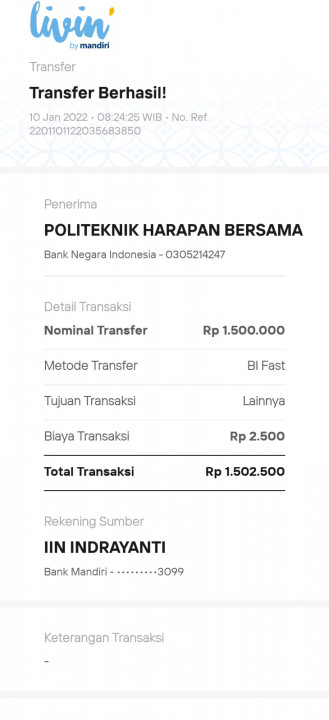 livin'
by mandiri
Transfer
Transfer Berhasil!
10 Jan 2022 • 08:24:25 WIB • No. Ref.
2201101122035683850
Penerima
POLITEKNIK HARAPAN BERSAMA
Bank Negara Indonesia - 0305214247
Detail Transaksi
Nominal Transfer Rp 1.500.000
Metode Transfer BI Fast
Tujuan Transaksi Lainnya
Biaya Transaksi Rp 2.500
Total Transaksi Rp 1.502.500
Rekening Sumber
IIN INDRAYANTI
Bank Mandiri - •••••••••3099
Keterangan Transaksi
-